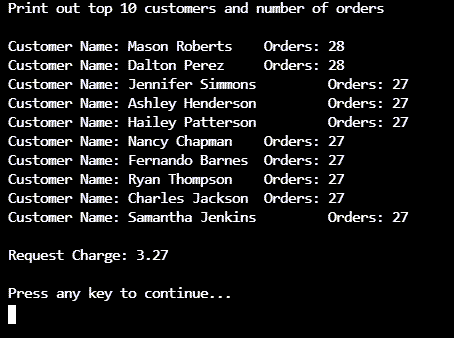 Print out top 10 customers and number of orders
Customer Name: Mason Roberts    Orders: 28
Customer Name: Dalton Perez     Orders: 28
Customer Name: Jennifer Simmons         Orders: 27
Customer Name: Ashley Henderson         Orders: 27
Customer Name: Hailey Patterson         Orders: 27
Customer Name: Nancy Chapman    Orders: 27
Customer Name: Fernando Barnes  Orders: 27
Customer Name: Ryan Thompson    Orders: 27
Customer Name: Charles Jackson  Orders: 27
Customer Name: Samantha Jenkins         Orders: 27
Request Charge: 3.27
Press any key to continue...